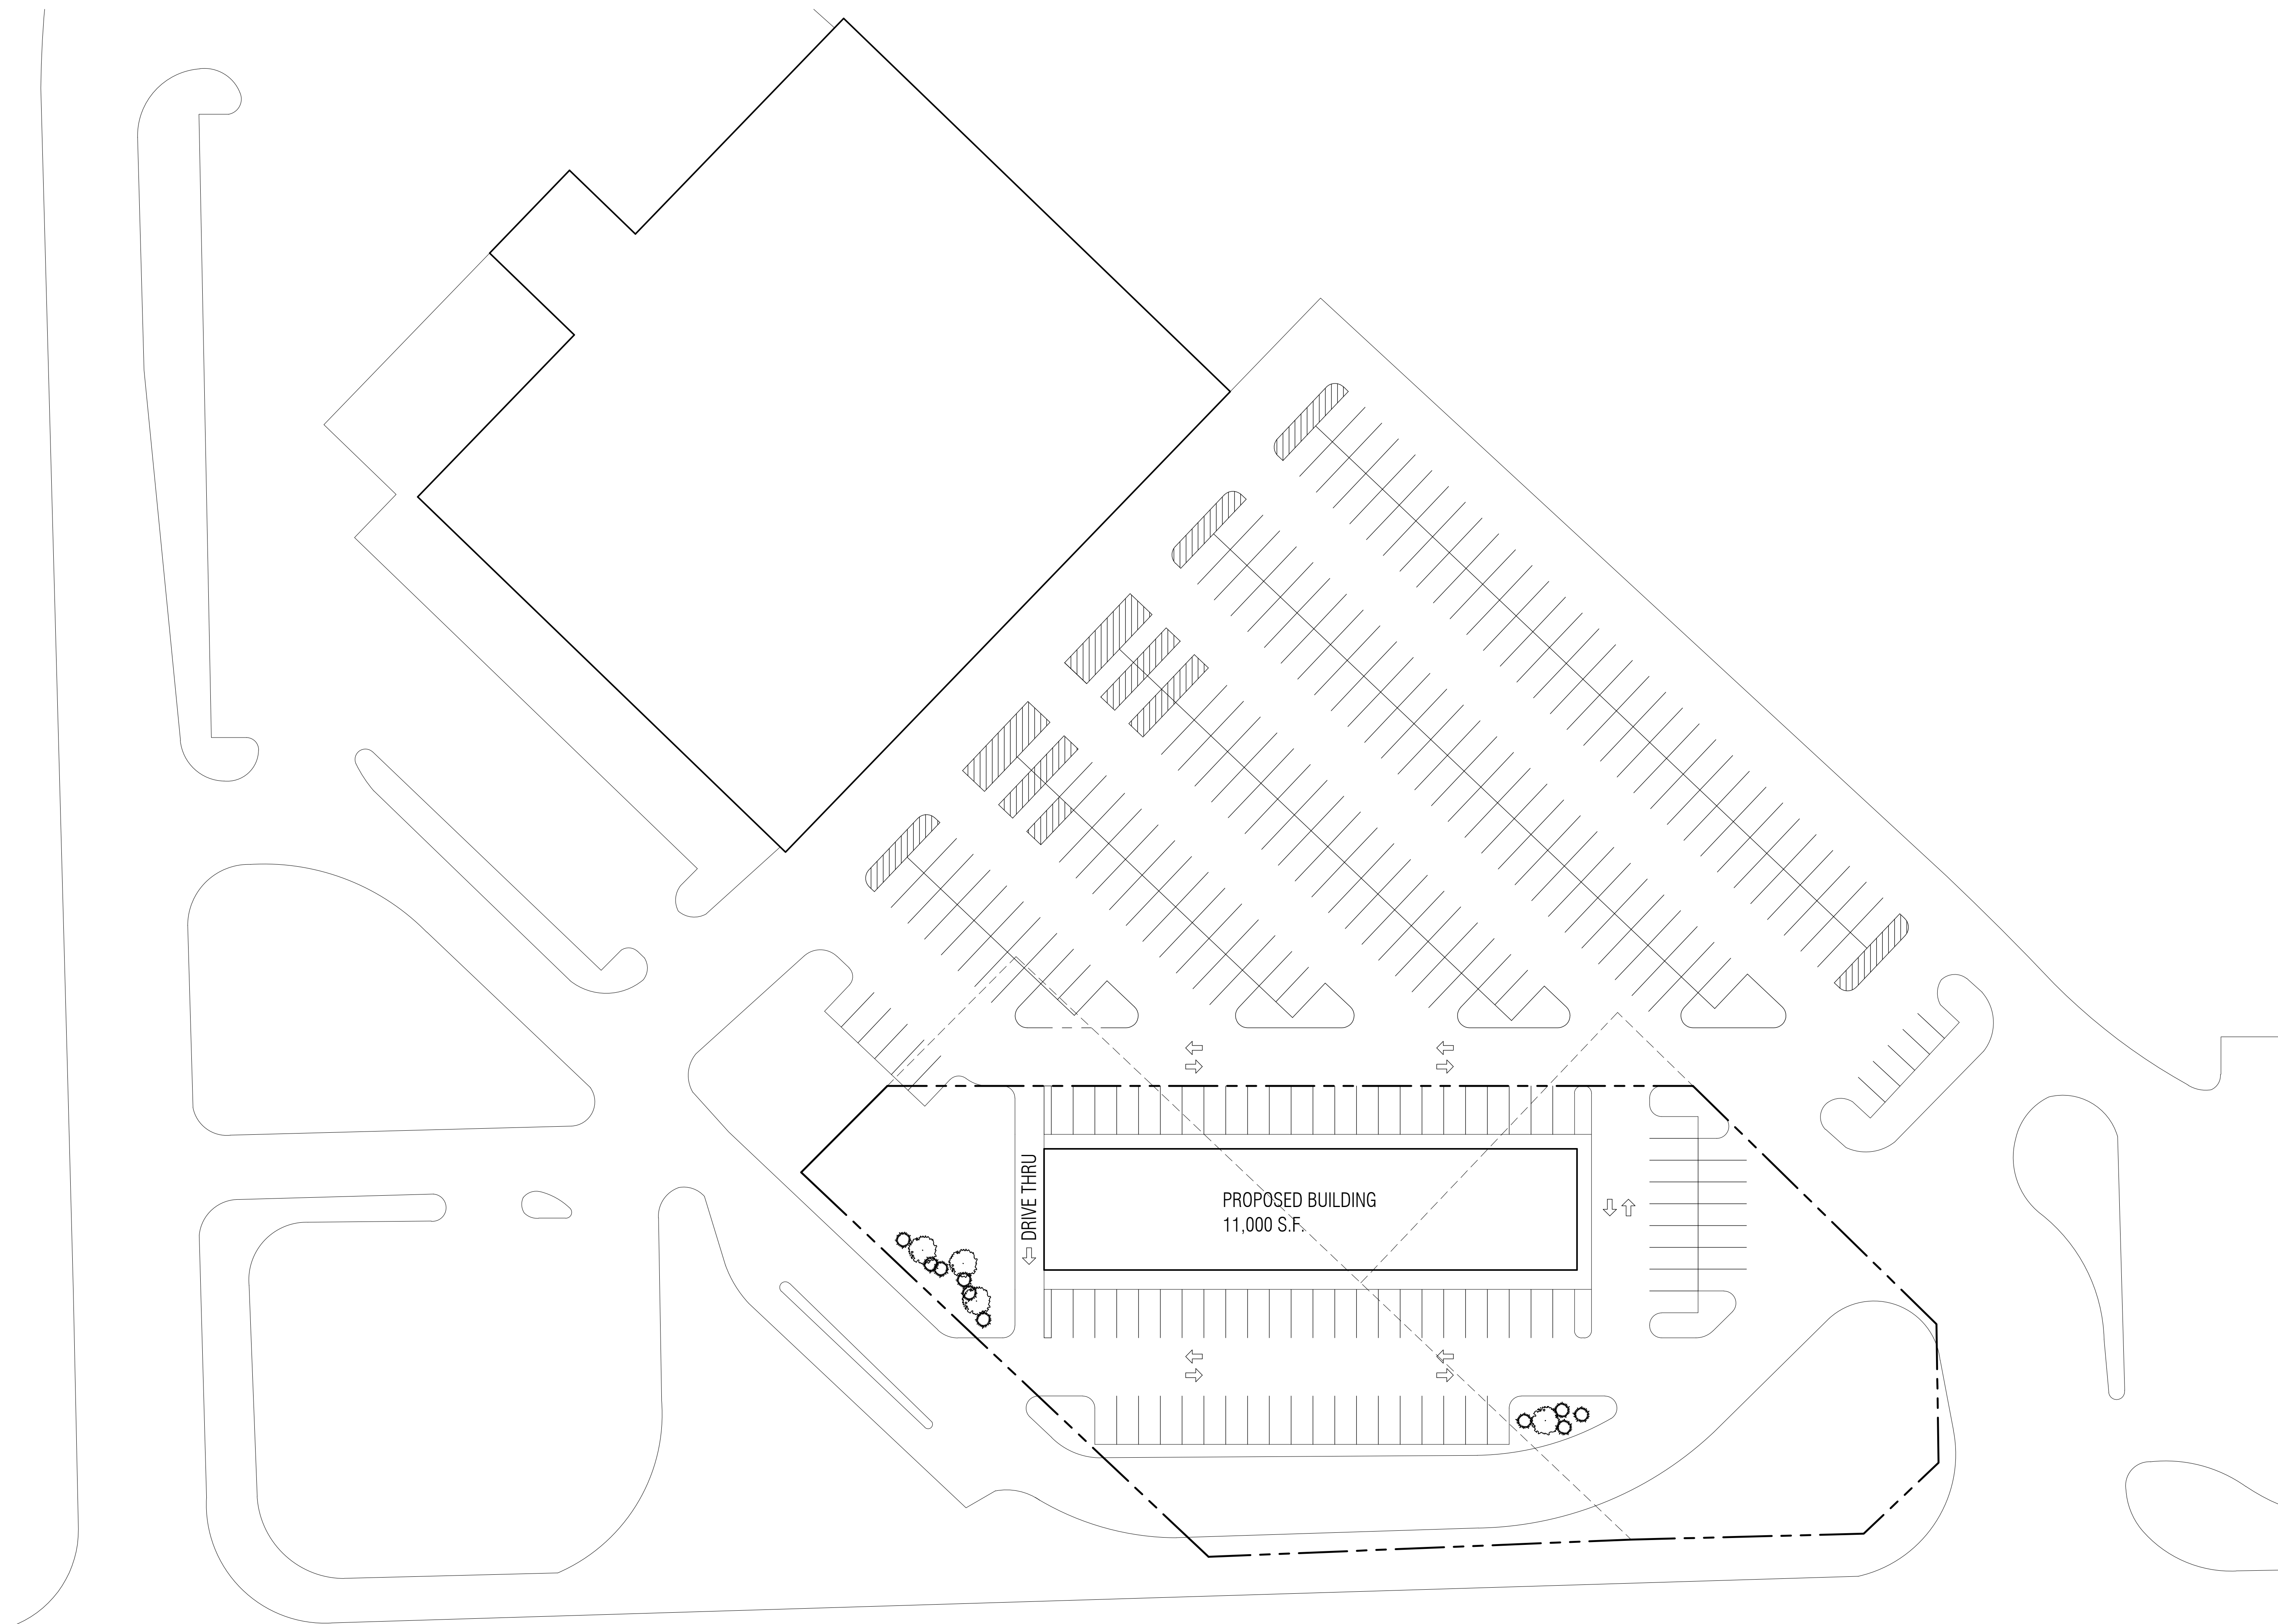 DRIVE THRU
PROPOSED BUILDING
11,000 S.F.